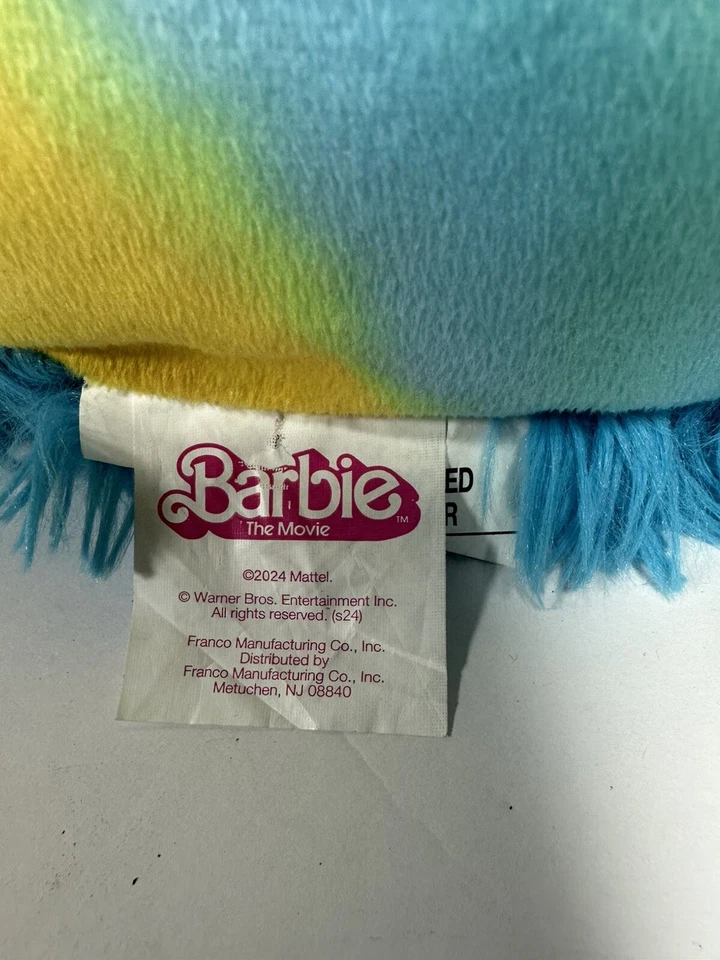 Barbie™
The Movie
©2024 Mattel.
© Warner Bros. Entertainment Inc.
All rights reserved. (s24)
Franco Manufacturing Co., Inc.
Distributed by
Franco Manufacturing Co., Inc.
Metuchen, NJ 08840
ED
R